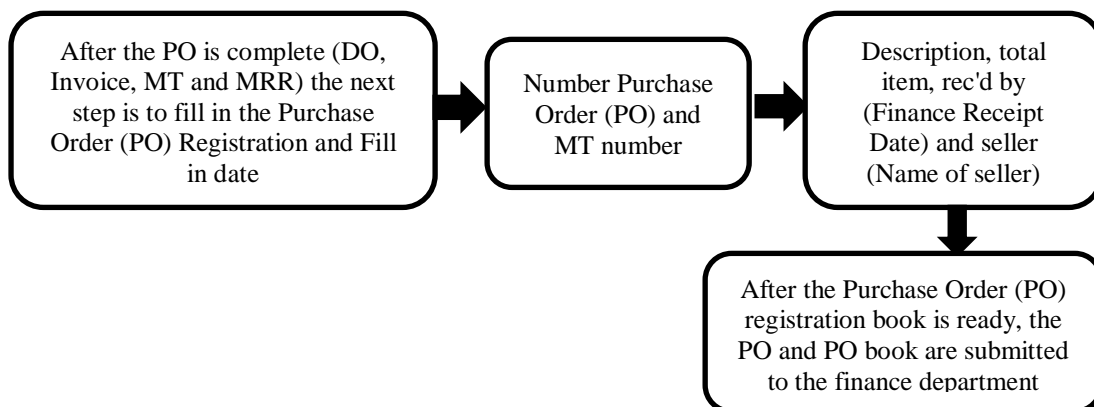 After the PO is complete (DO,
Invoice, MT and MRR) the next
step is to fill in the Purchase
Order (PO) Registration and Fill
in date
Number Purchase
Order (PO) and
MT number
Description, total
item, rec'd by
(Finance Receipt
Date) and seller
(Name of seller)
After the Purchase Order (PO)
registration book is ready, the
PO and PO book are submitted
to the finance department